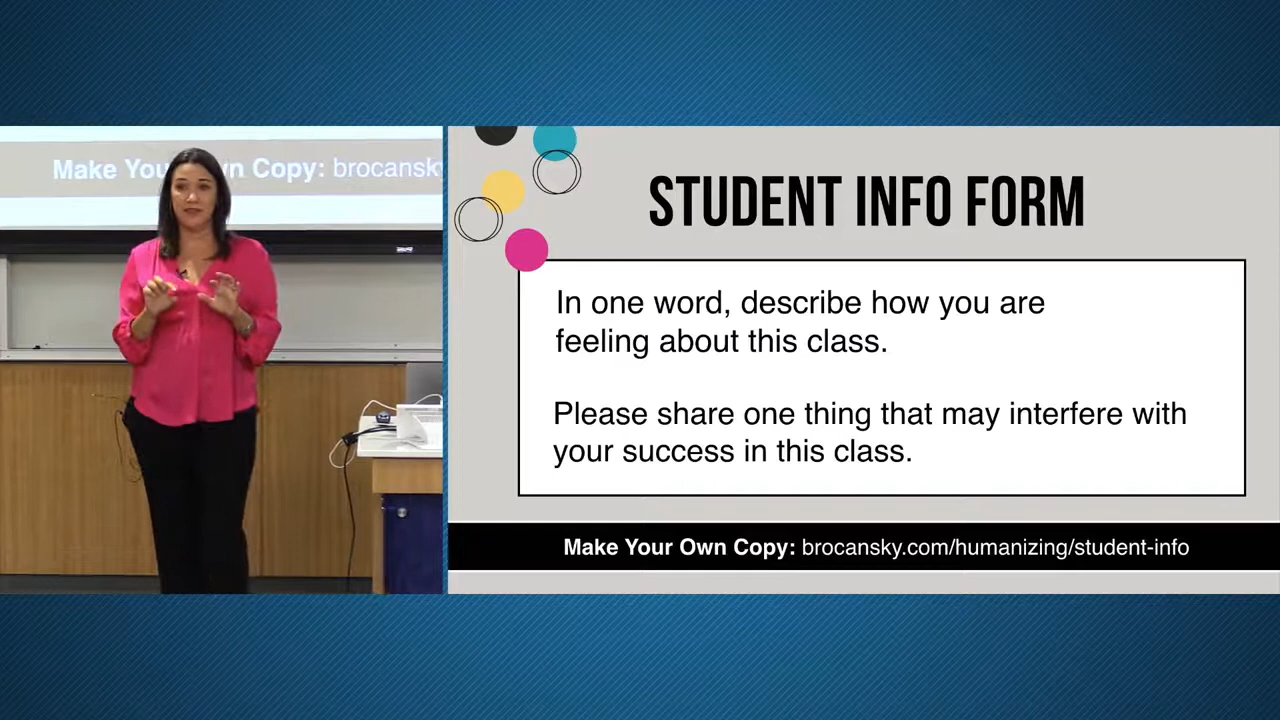 Make Your Own Copy: brocansky
STUDENT INFO FORM
In one word, describe how you are
feeling about this class.
Please share one thing that may interfere with
your success in this class.
Make Your Own Copy: brocansky.com/humanizing/student-info